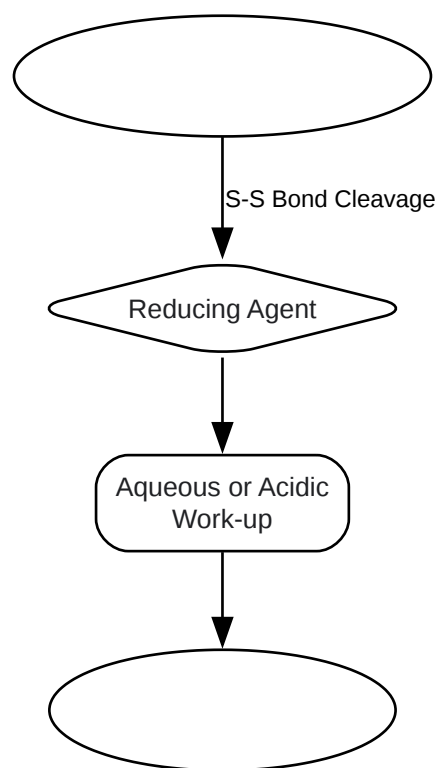 S-S Bond Cleavage
Reducing Agent
Aqueous or Acidic
Work-up